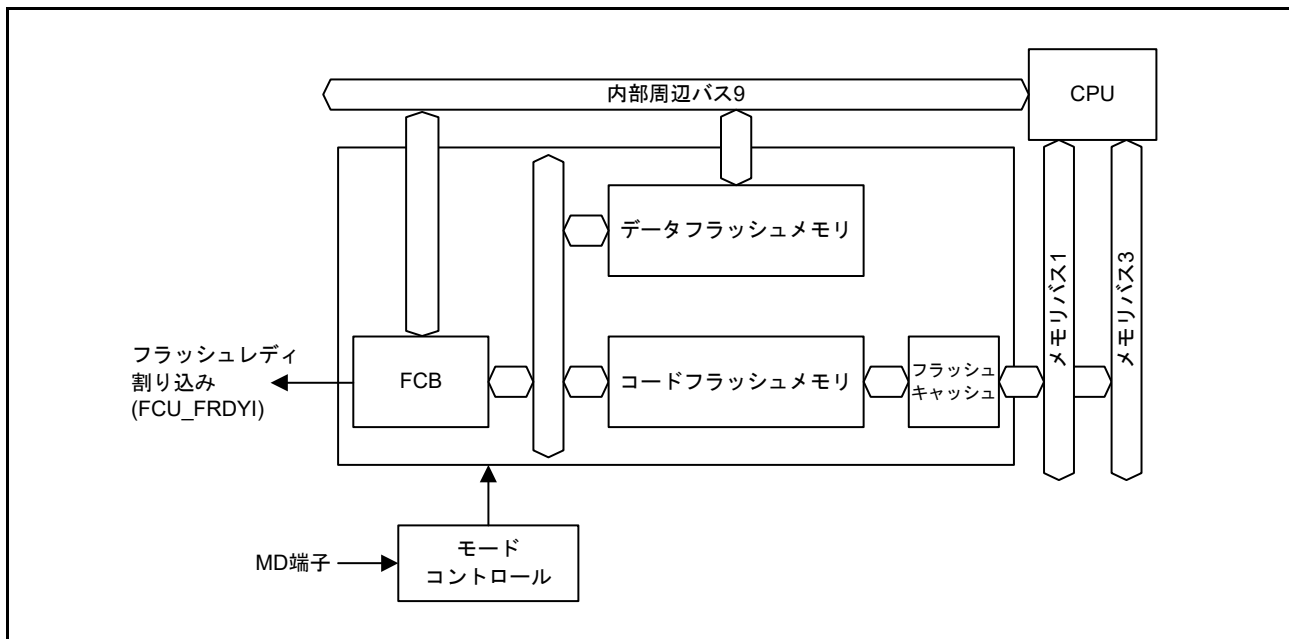 内部周辺バス9
CPU
データフラッシュメモリ
メモリバス1
メモリバス3
フラッシュレディ
割り込み
(FCU_FRDYI)
FCB
コードフラッシュメモリ
フラッシュ
キャッシュ
MD端子
モード
コントロール